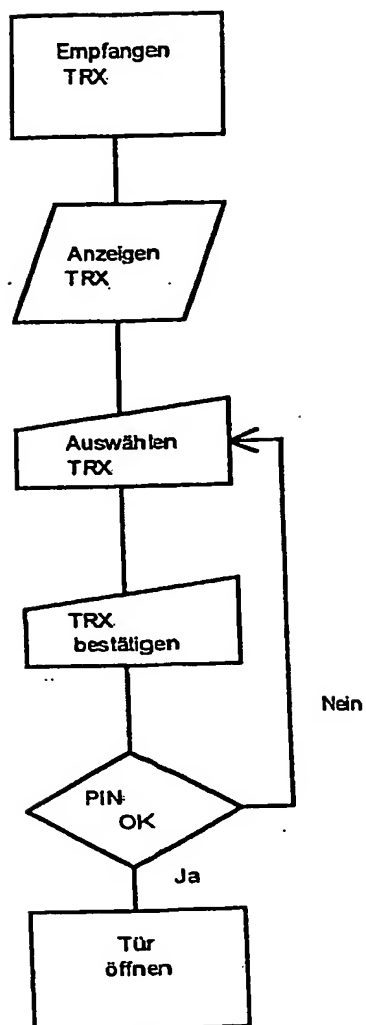 Empfangen
TRX
Anzeigen
TRX
Auswählen
TRX
TRX
bestätigen
Nein
PIN
OK
Ja
Tür
öffnen